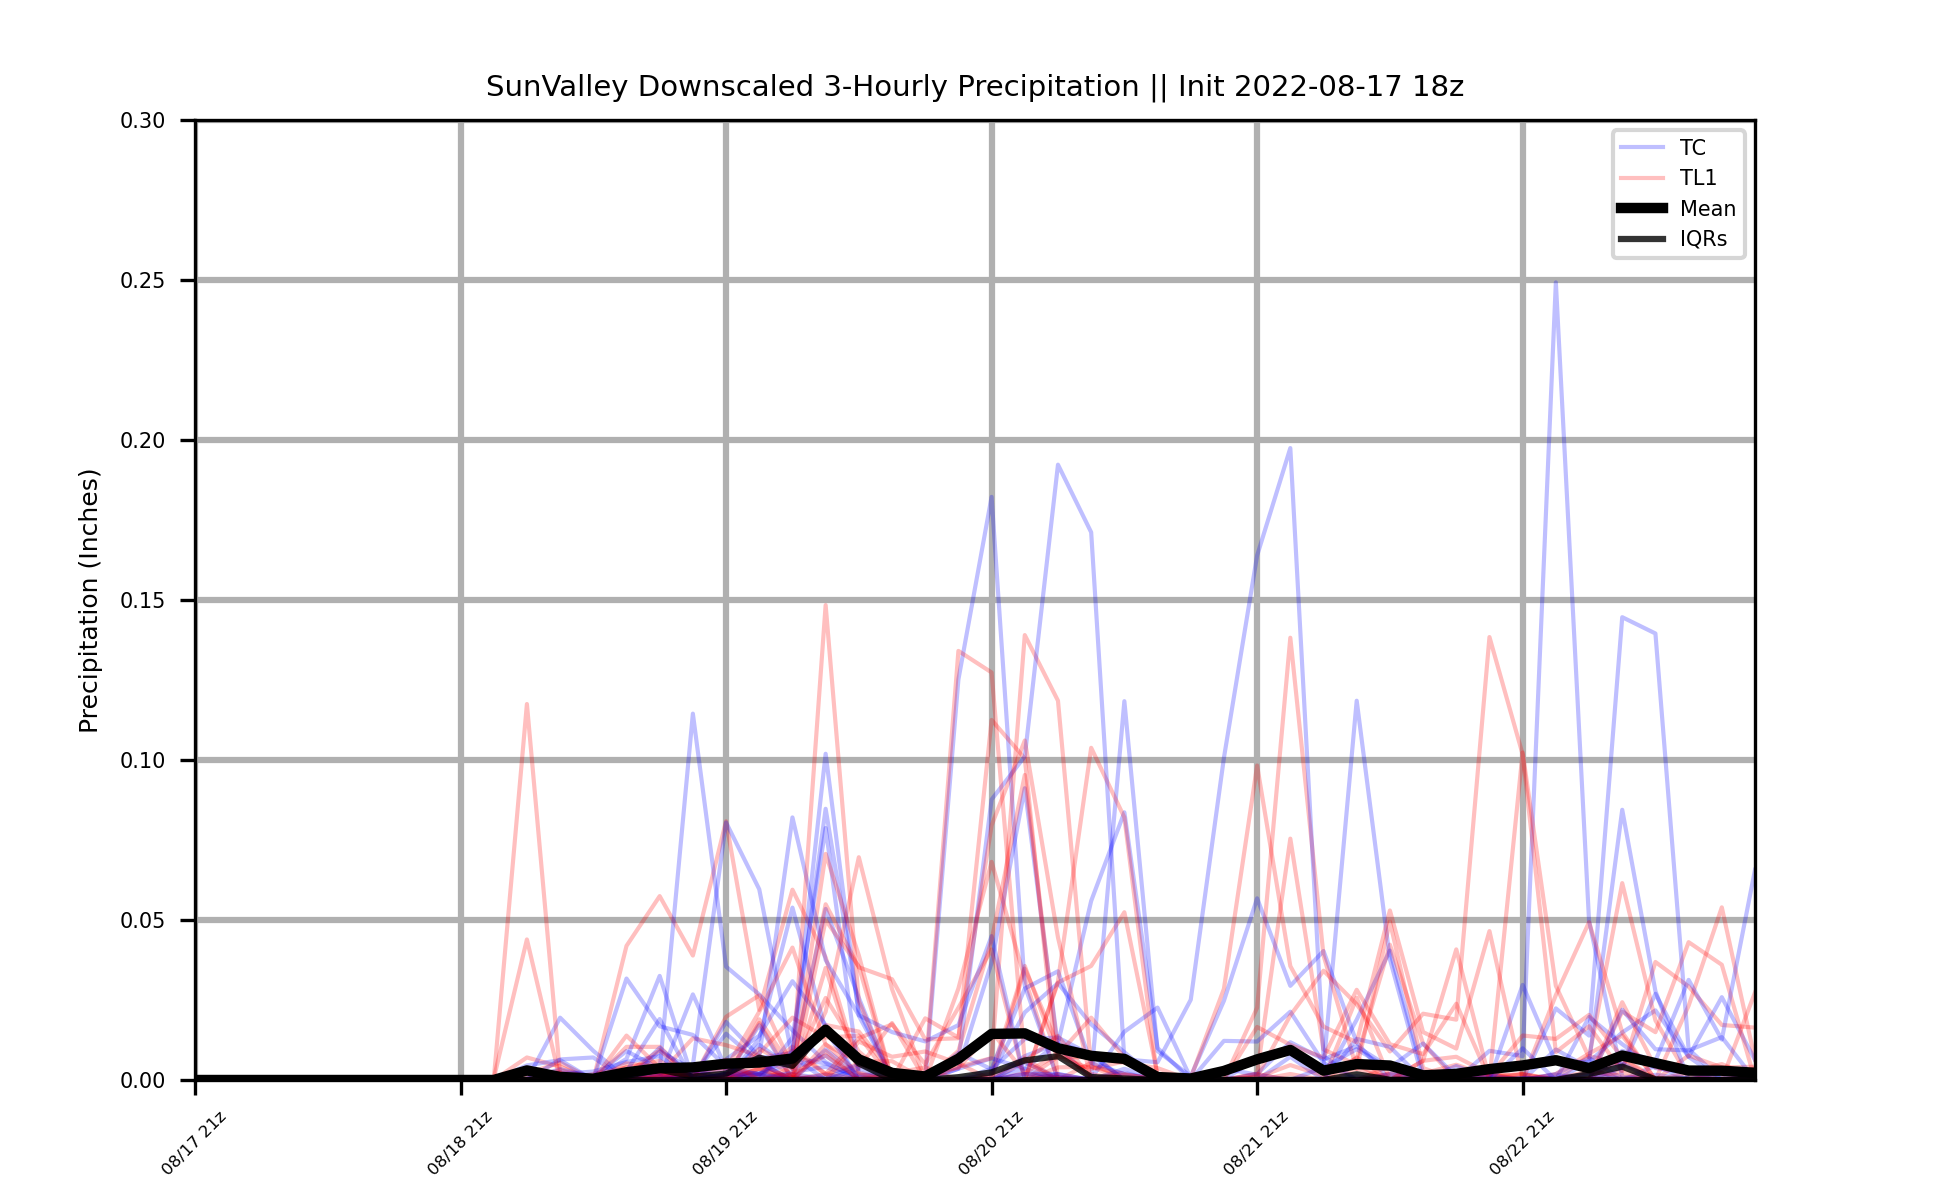 SunValley Downscaled 3-Hourly Precipitation || Init 2022-08-17 18z
Precipitation (Inches)
0.30
0.25
0.20
0.15
0.10
0.05
0.00
TC
TL1
Mean
IQRs
08/17 21z
08/18 21z
08/19 21z
08/20 21z
08/21 21z
08/22 21z